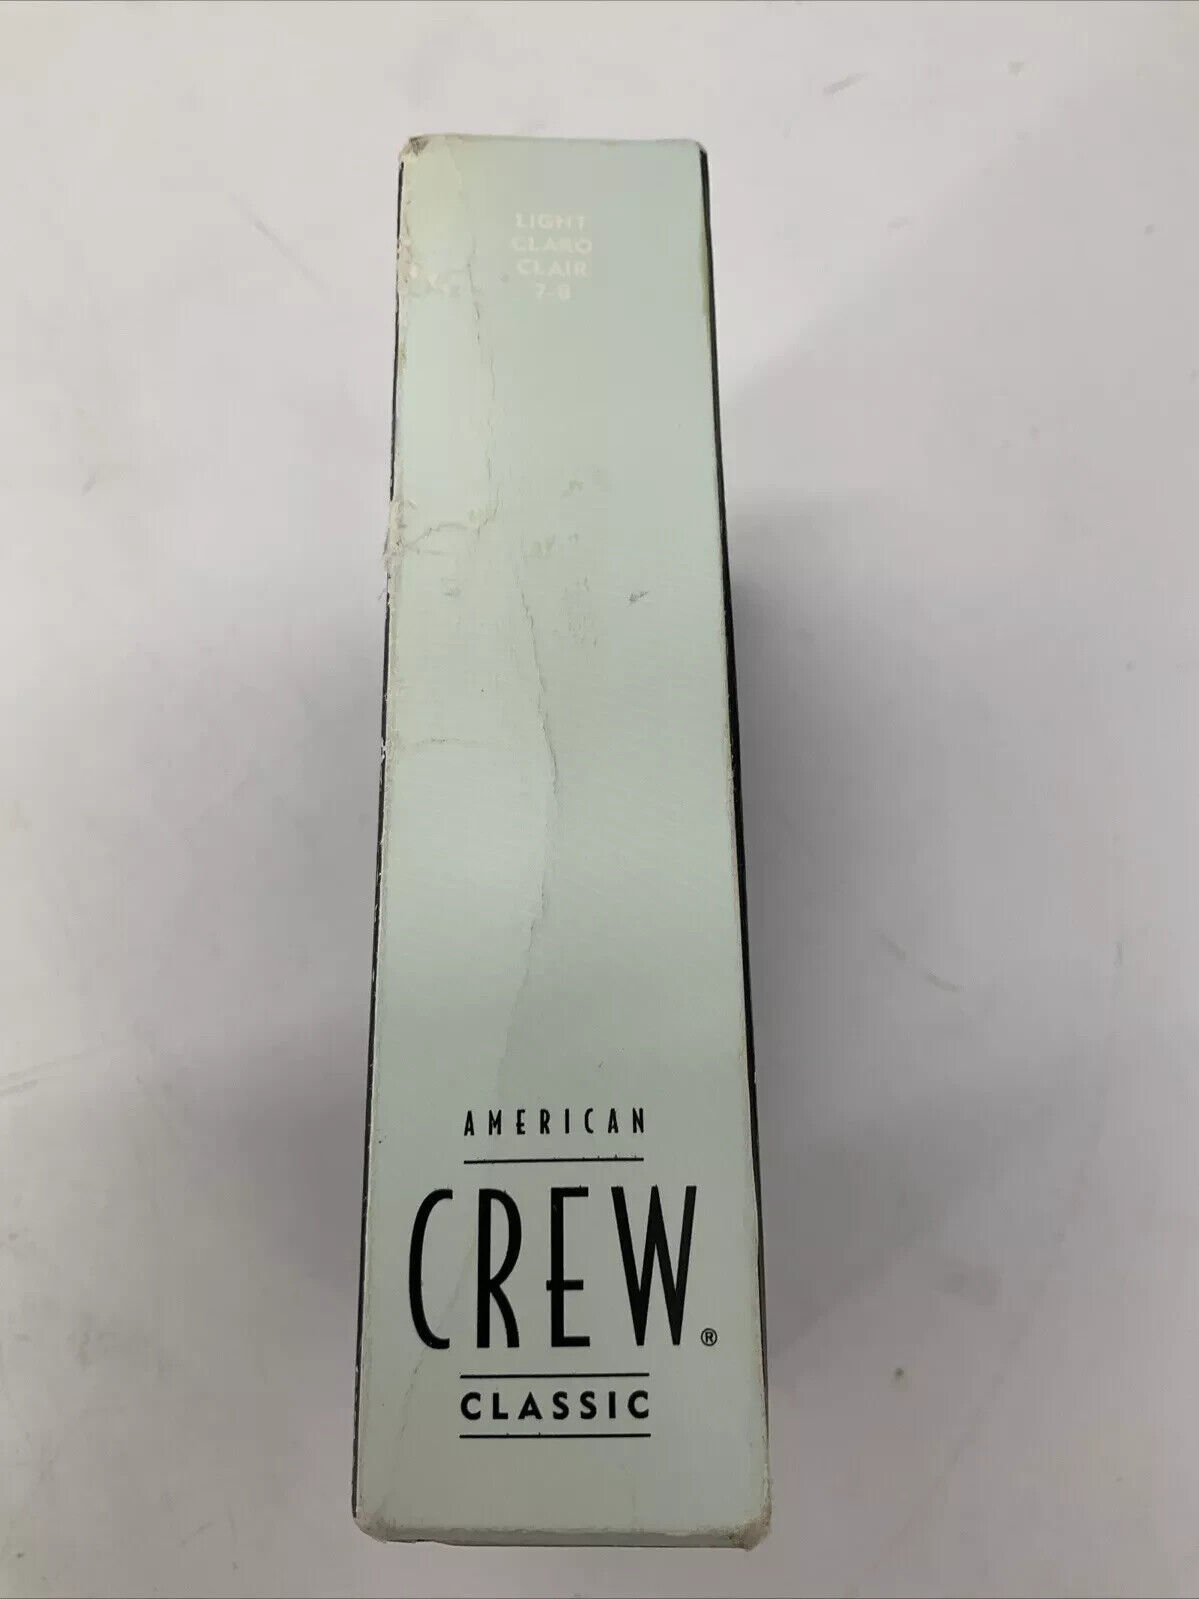 LIGHT
CLARO
CLAIR
7-8
AMERICAN
CREW®
CLASSIC